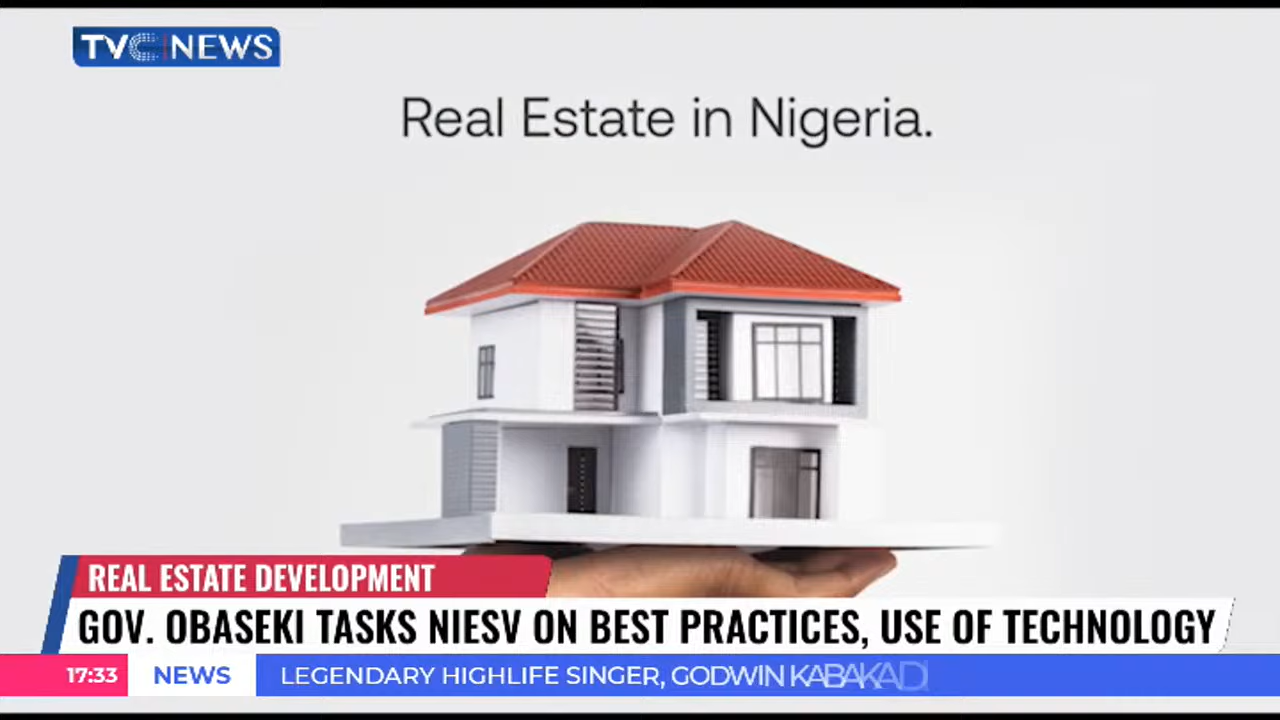 TVC NEWS
Real Estate in Nigeria.
REAL ESTATE DEVELOPMENT
GOV. OBASEKI TASKS NIESV ON BEST PRACTICES, USE OF TECHNOLOGY
17:33 NEWS LEGENDARY HIGHLIFE SINGER, GODWIN KABAKA